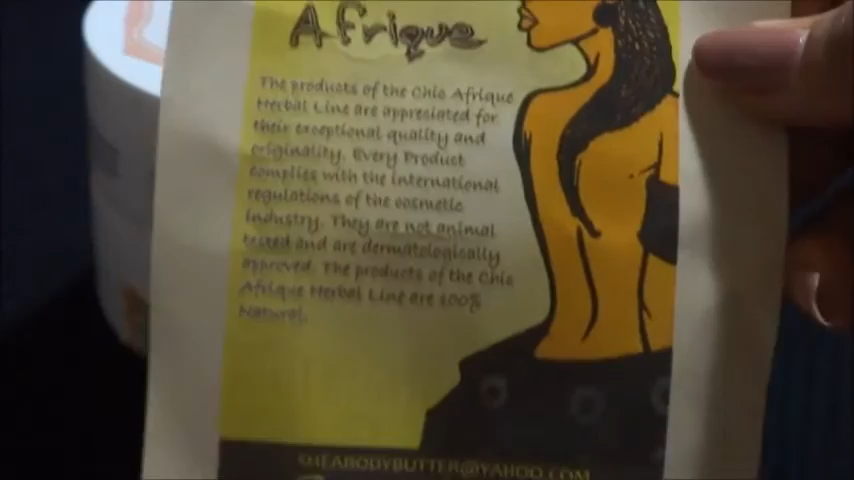 Afrique
The products of the Chic Afrique
Herbal Line are appreciated for
their exceptional quality and
originality. Every Product
complies with the international
regulations of the cosmetic
industry. They are not animal
tested and are dermatologically
approved. The products of the Chic
Afrique Herbal Line are 100%
Natural.
SHEABODYBUTTER@YAHOO.COM